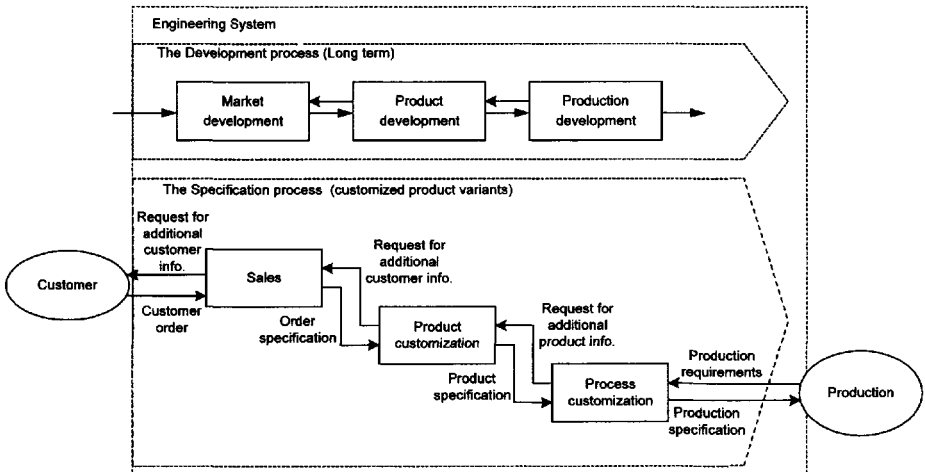 Engineering System
The Development process (Long term)
Market
development
Product
development
Production
development
The Specification process (customized product variants)
Request for
additional
customer
info.
Customer
Sales
Customer
order
Request for
additional
customer info.
Order
specification
Product
customization
Request for
additional
product info.
Product
specification
Process
customization
Production
requirements
Production
specification
Production